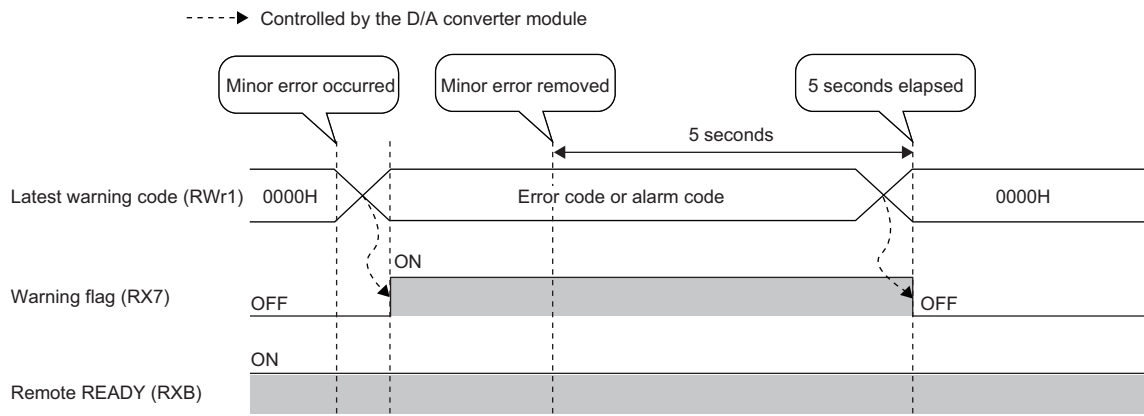 Controlled by the D/A converter module
Minor error occurred
Minor error removed
5 seconds elapsed
5 seconds
Latest warning code (RWr1)
0000H
Error code or alarm code
0000H
ON
Warning flag (RX7)
OFF
OFF
ON
Remote READY (RXB)